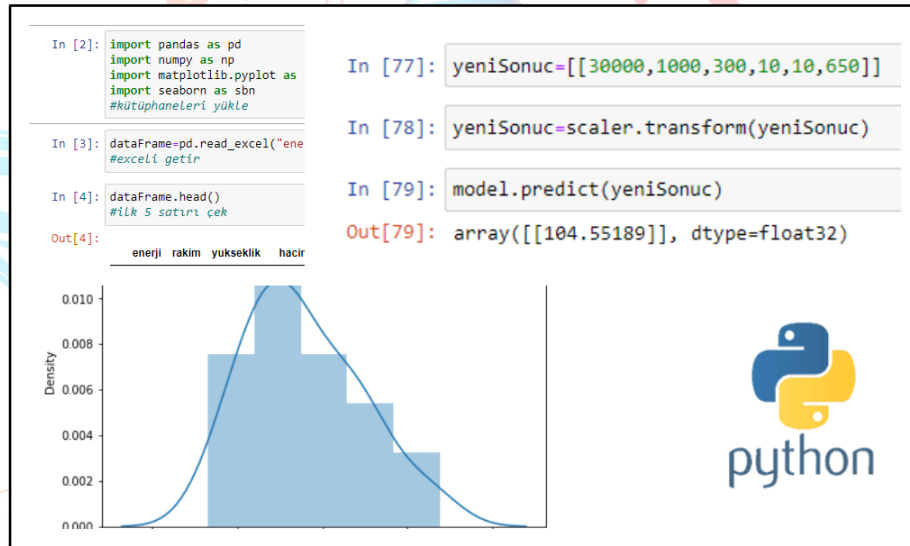 In [2]: import pandas as pd
import numpy as np
import matplotlib.pyplot as
import seaborn as sbn
#kütüphaneleri yükle
In [3]: dataFrame=pd.read_excel("ene
#exceli getir
In [4]: dataFrame.head()
#ilk 5 satırı çek
Out[4]:
enerji rakim yukseklik hacir
In [77]: yeniSonuc=[[30000,1000,300,10,10,650]]
In [78]: yeniSonuc=scaler.transform(yeniSonuc)
In [79]: model.predict(yeniSonuc)
Out[79]: array([[104.55189]], dtype=float32)
0.010
0.008
0.006
0.004
0.002
0.000
Density
python